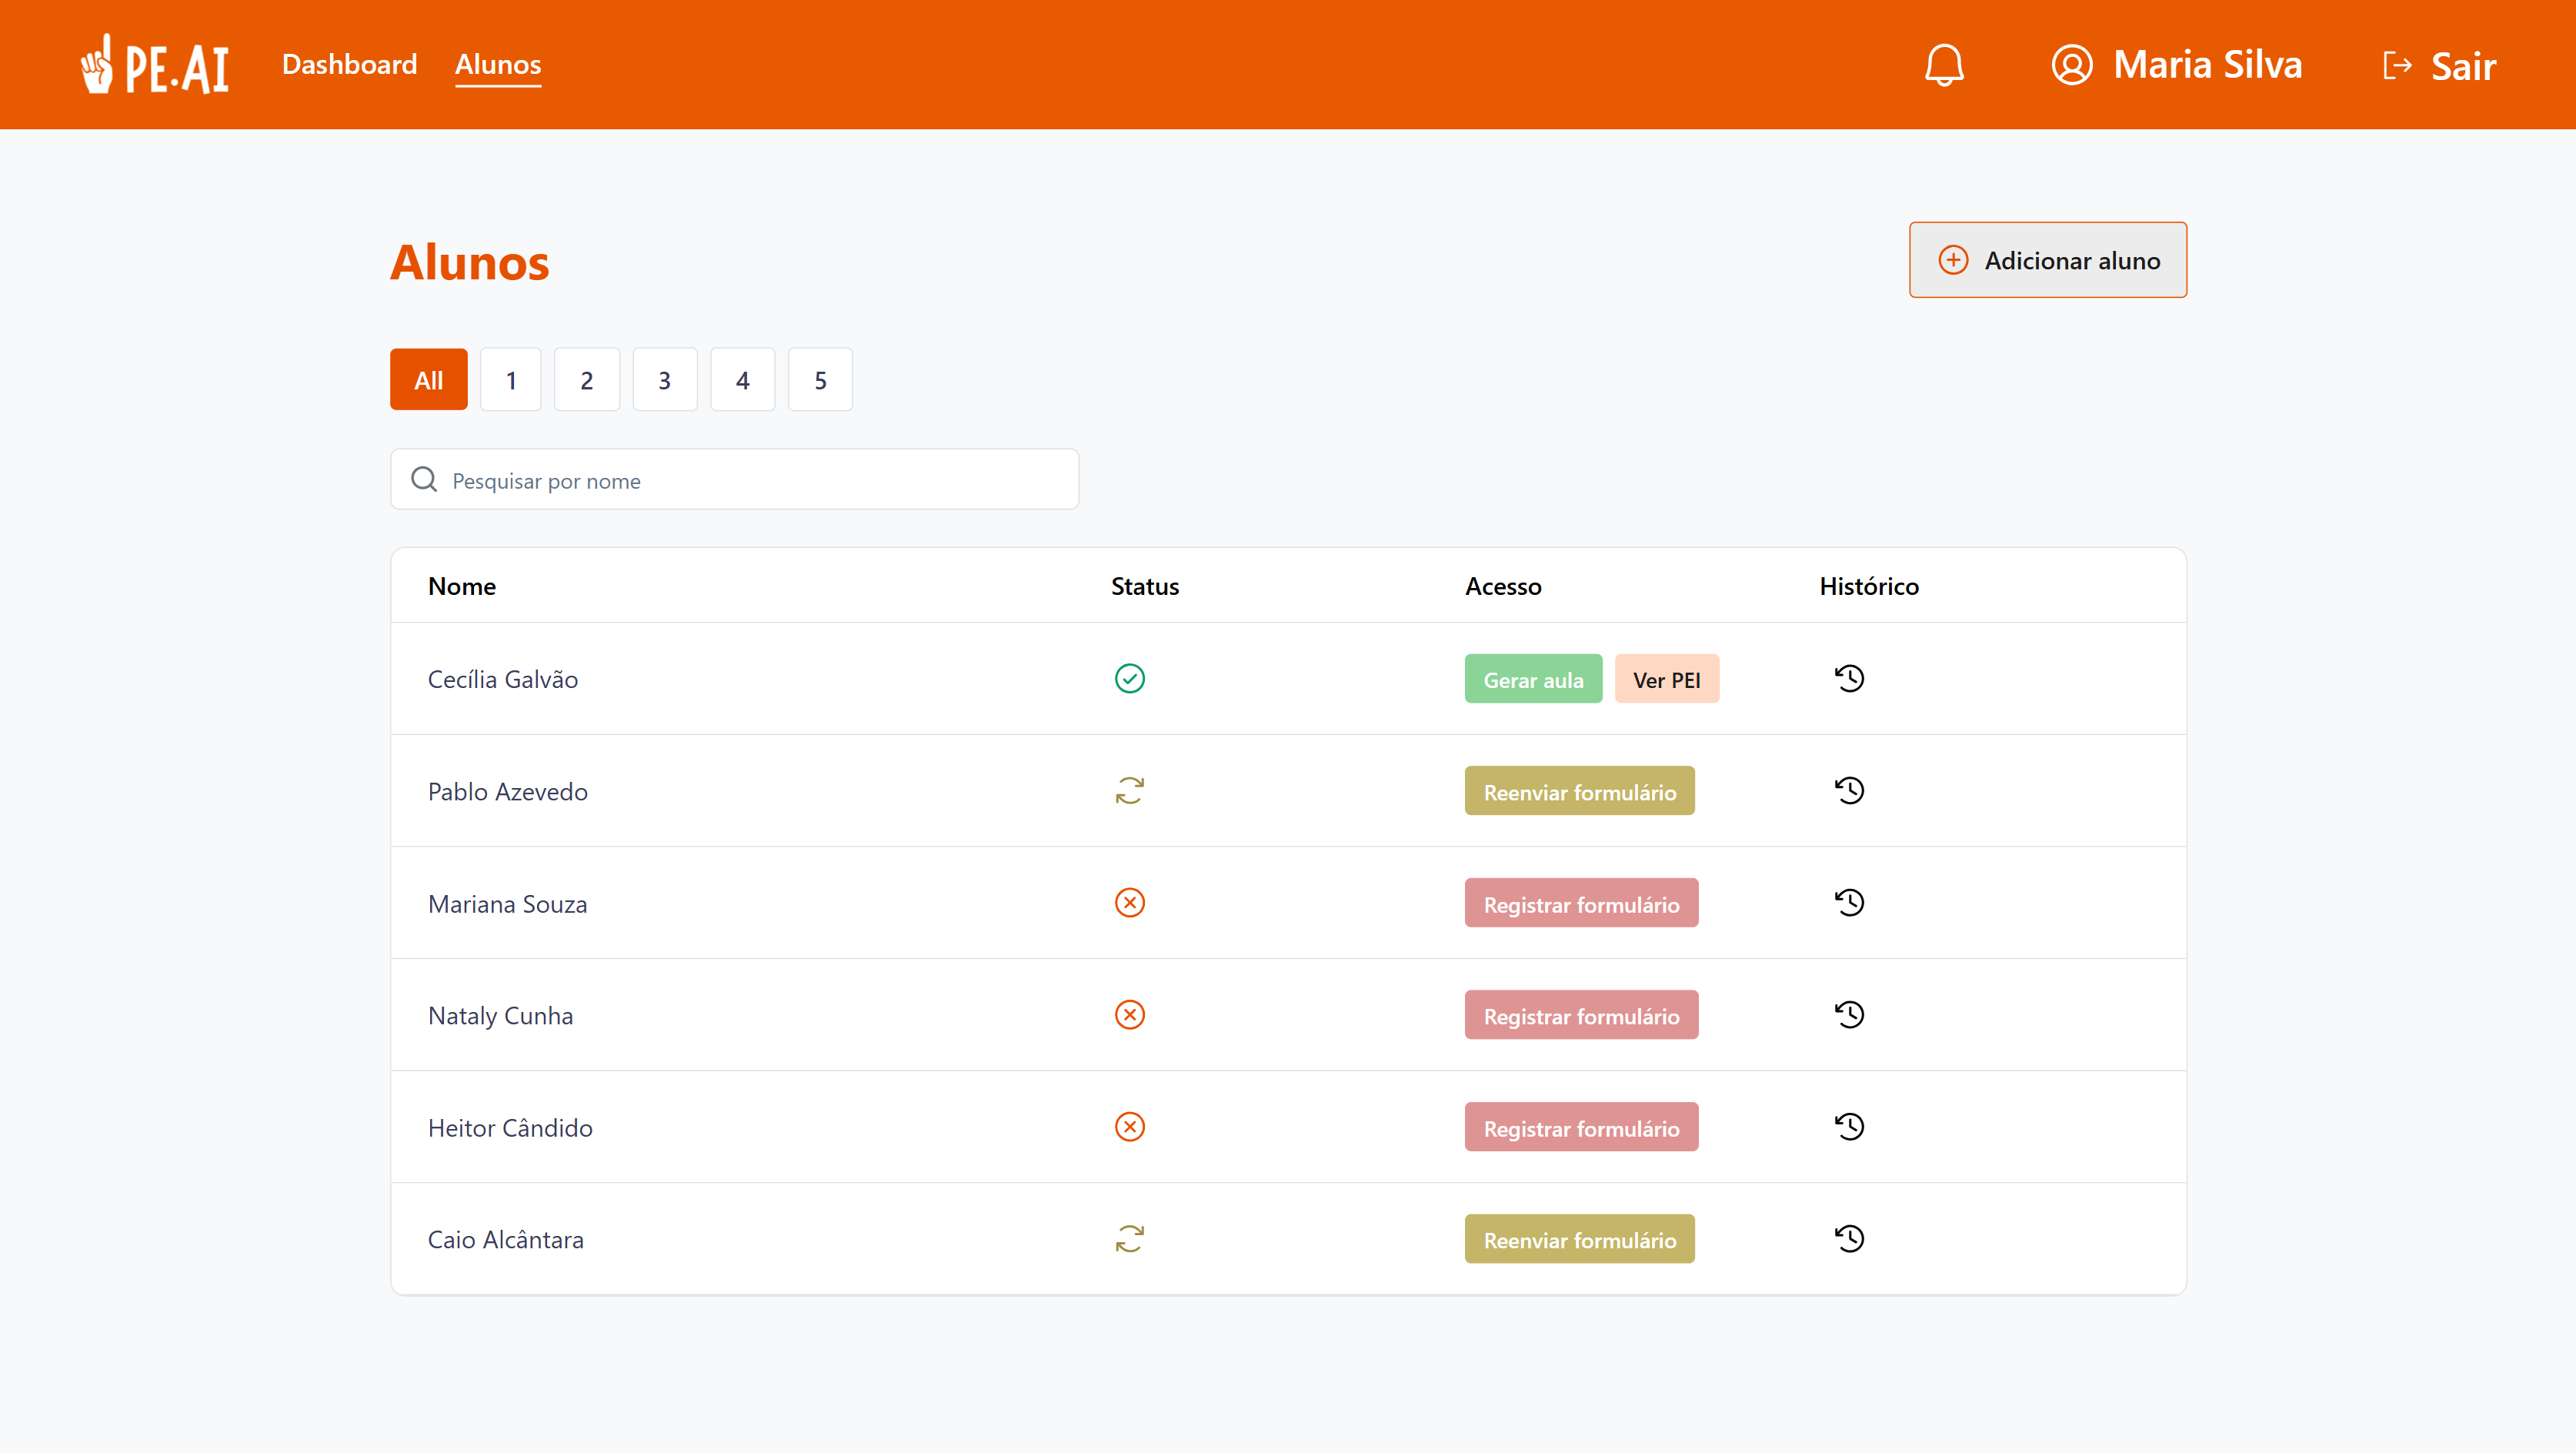 PE.AI Dashboard Alunos Maria Silva Sair
Alunos Adicionar aluno
All 1 2 3 4 5
Pesquisar por nome
Nome Status Acesso Histórico
Cecília Galvão Gerar aula Ver PEI
Pablo Azevedo Reenviar formulário
Mariana Souza Registrar formulário
Nataly Cunha Registrar formulário
Heitor Cândido Registrar formulário
Caio Alcântara Reenviar formulário